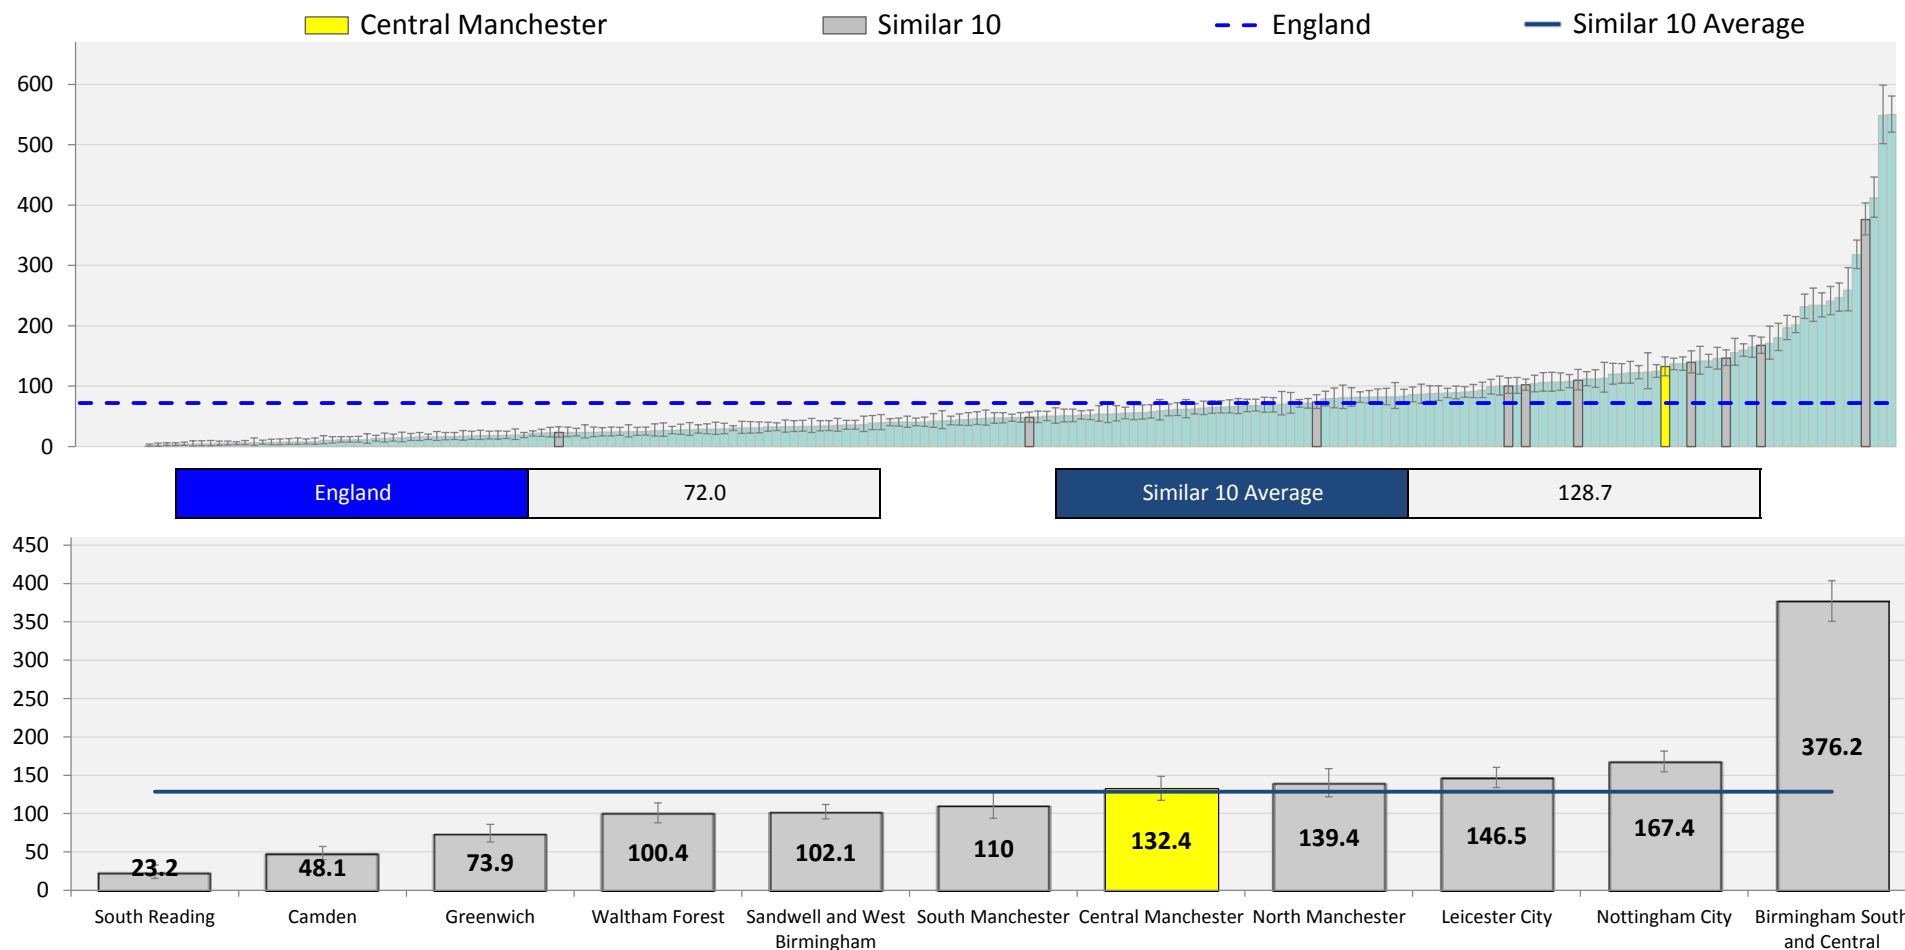 Central Manchester
Similar 10
England
Similar 10 Average
600
500
400
300
200
100
0
England
72.0
Similar 10 Average
128.7
450
400
350
300
250
200
150
100
50
0
23.2
48.1
73.9
100.4
102.1
110
132.4
139.4
146.5
167.4
376.2
South Reading
Camden
Greenwich
Waltham Forest
Sandwell and West
Birmingham
South Manchester
Central Manchester
North Manchester
Leicester City
Nottingham City
Birmingham South
and Central